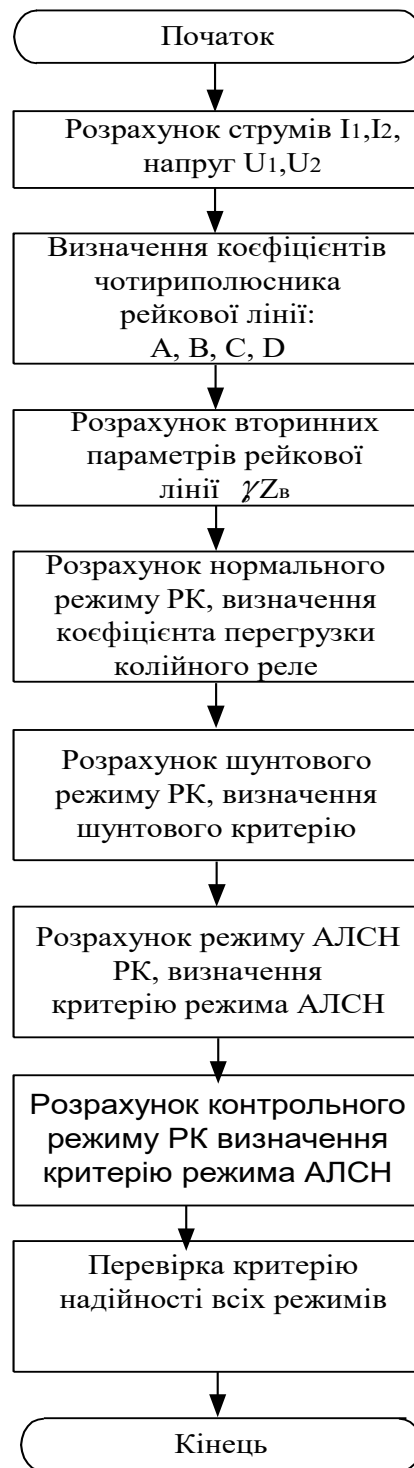 Початок
Розрахунок струмів I1,I2,
напруг U1,U2
Визначення коефіцієнтів
чотириполюсника
рейкової лінії:
A, B, C, D
Розрахунок вторинних
параметрів рейкової
лінії γZв
Розрахунок нормального
режиму РК, визначення
коєфіцієнта перегрузки
колійного реле
Розрахунок шунтового
режиму РК, визначення
шунтового критерію
Розрахунок режиму АЛСН
РК, визначення
критерію режима АЛСН
Розрахунок контрольного
режиму РК визначення
критерію режима АЛСН
Перевірка критерію
надійності всіх режимів
Кінець